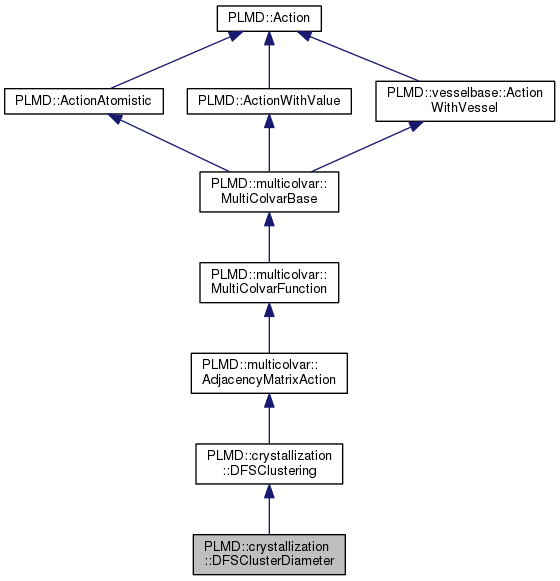 PLMD::Action
PLMD::ActionAtomistic
PLMD::ActionWithValue
PLMD::vesselbase::Action
WithVessel
PLMD::multicolvar::
MultiColvarBase
PLMD::multicolvar::
MultiColvarFunction
PLMD::multicolvar::
AdjacencyMatrixAction
PLMD::crystallization
::DFSClustering
PLMD::crystallization
::DFSClusterDiameter